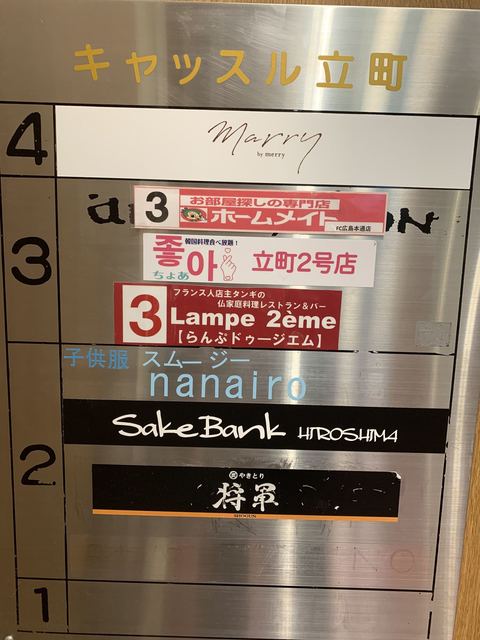 キャッスル立町
4
marry
by merry
3
3
お部屋探しの専門店
ホームメイト
FC広島本通店
韓国料理食べ放題!
좋아
ちょあ
立町2号店
3
フランス人店主タンギの
仏家庭料理レストラン&バー
Lampe 2ème
【らんぷドゥージエム】
子供服 スムージー
nanairo
2
Sake Bank HIROSHIMA
やきとり
将軍
SHOGUN
1